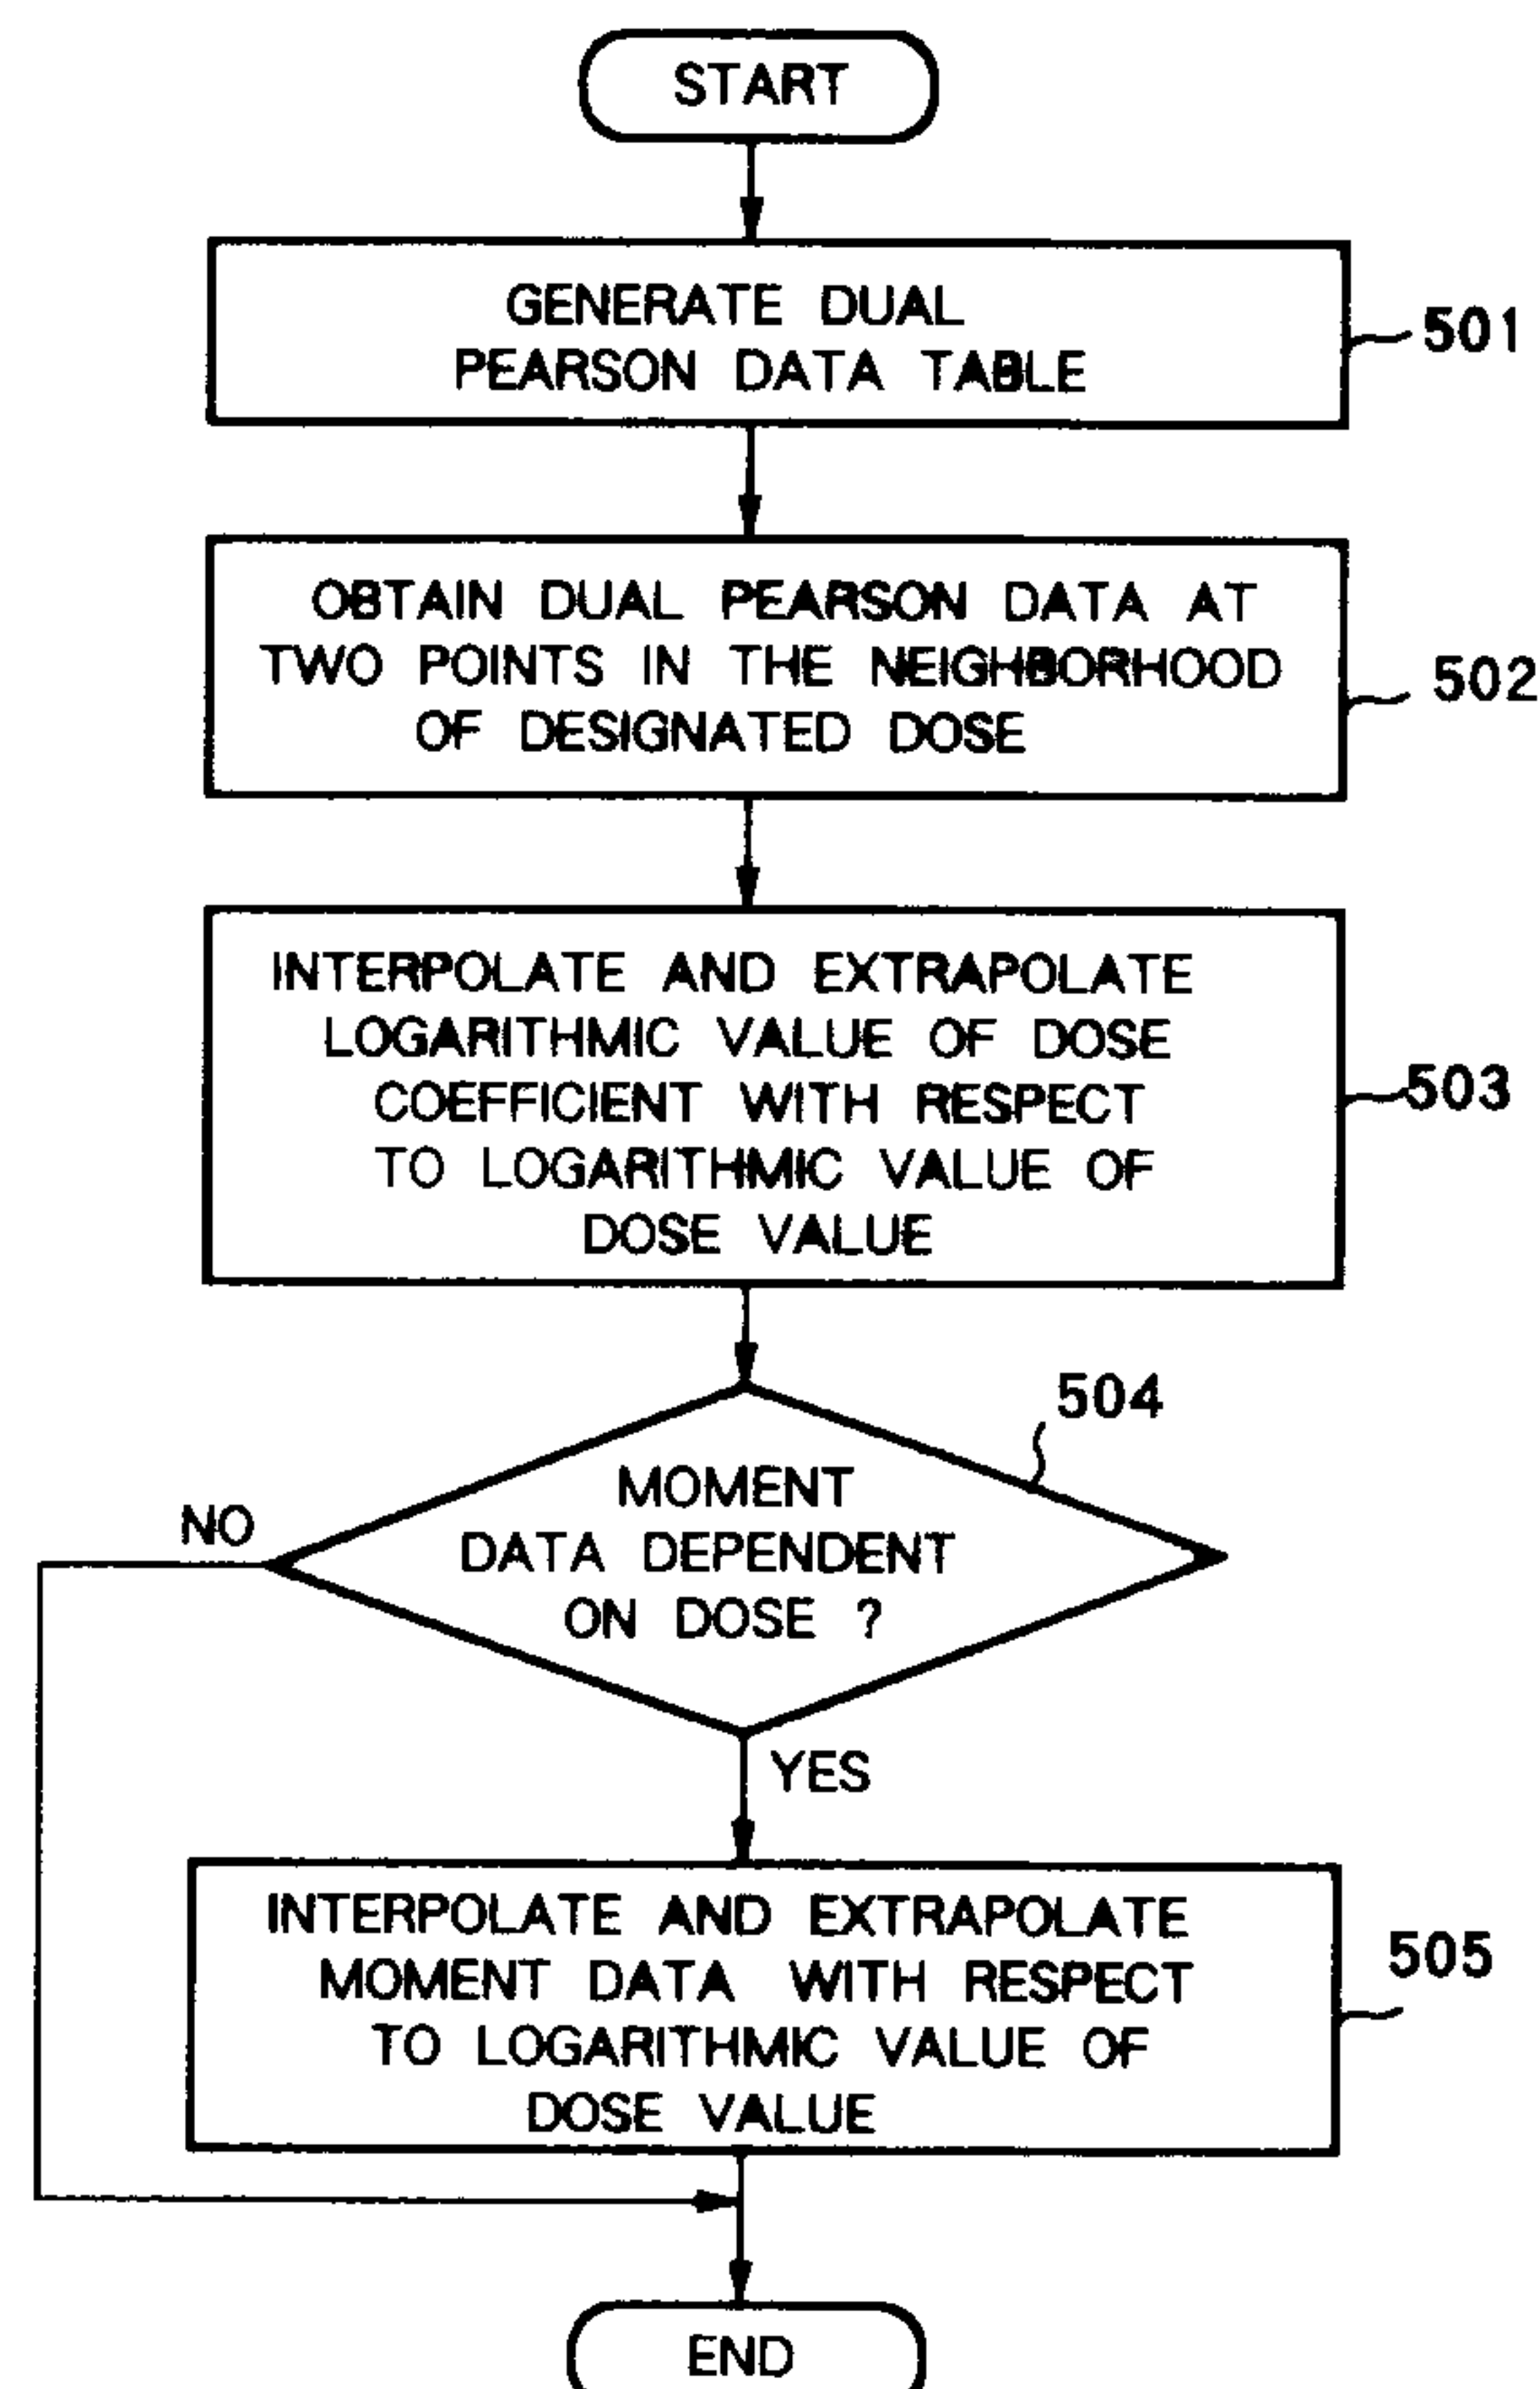 START
GENERATE DUAL
PEARSON DATA TABLE
501
OBTAIN DUAL PEARSON DATA AT
TWO POINTS IN THE NEIGHBORHOOD
OF DESIGNATED DOSE
502
INTERPOLATE AND EXTRAPOLATE
LOGARITHMIC VALUE OF DOSE
COEFFICIENT WITH RESPECT
TO LOGARITHMIC VALUE OF
DOSE VALUE
503
504
MOMENT
DATA DEPENDENT
ON DOSE ?
NO
YES
INTERPOLATE AND EXTRAPOLATE
MOMENT DATA WITH RESPECT
TO LOGARITHMIC VALUE OF
DOSE VALUE
505
END